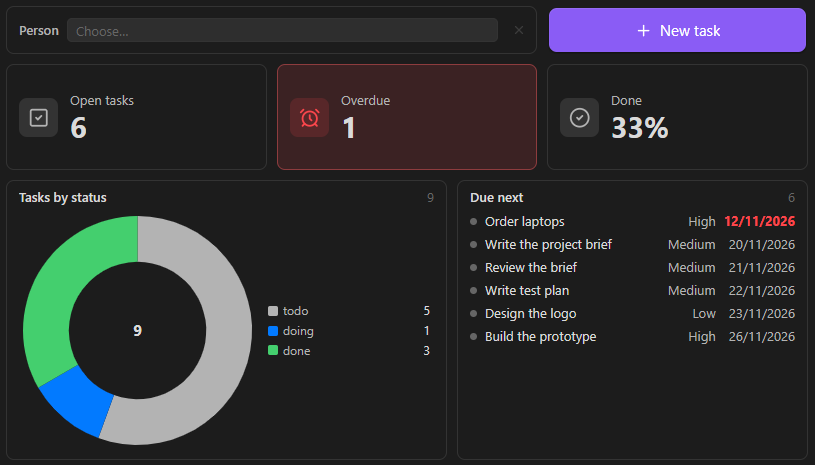 Person Choose... ×
+ New task
Open tasks
6
Overdue
1
Done
33%
Tasks by status 9
9
todo 5
doing 1
done 3
Due next 6
Order laptops High 12/11/2026
Write the project brief Medium 20/11/2026
Review the brief Medium 21/11/2026
Write test plan Medium 22/11/2026
Design the logo Low 23/11/2026
Build the prototype High 26/11/2026